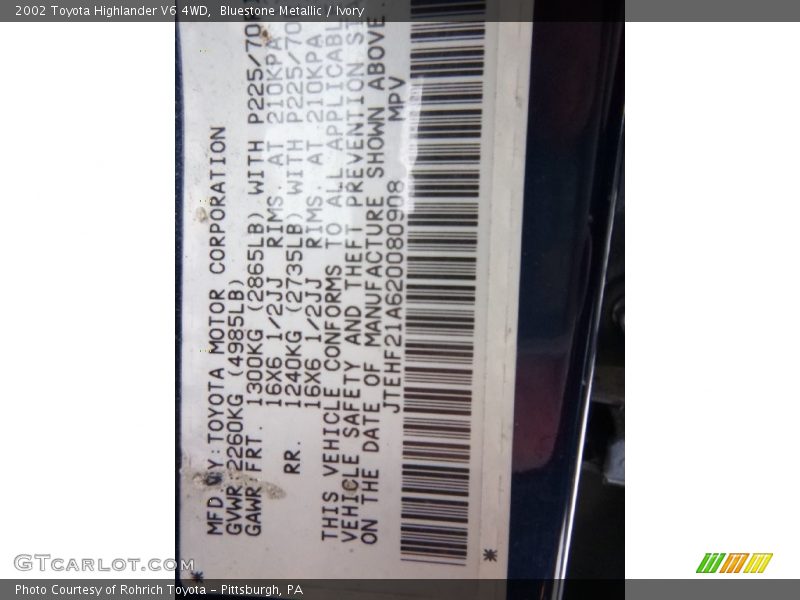 2002 Toyota Highlander V6 4WD, Bluestone Metallic / Ivory
MFD BY: TOYOTA MOTOR CORPORATION
GVWR 2260KG (4985LB)
GAWR FRT. 1300KG (2865LB) WITH P225/70R
16X6 1/2JJ RIMS. AT 210KPA
RR. 1240KG (2735LB) WITH P225/70
16X6 1/2JJ RIMS. AT 210KPA
THIS VEHICLE CONFORMS TO ALL APPLICABL
VEHICLE SAFETY AND THEFT PREVENTION ST
ON THE DATE OF MANUFACTURE SHOWN ABOVE.
JTEHF21A620080908 MPV
* *
GTCarLot.com
Photo Courtesy of Rohrich Toyota - Pittsburgh, PA